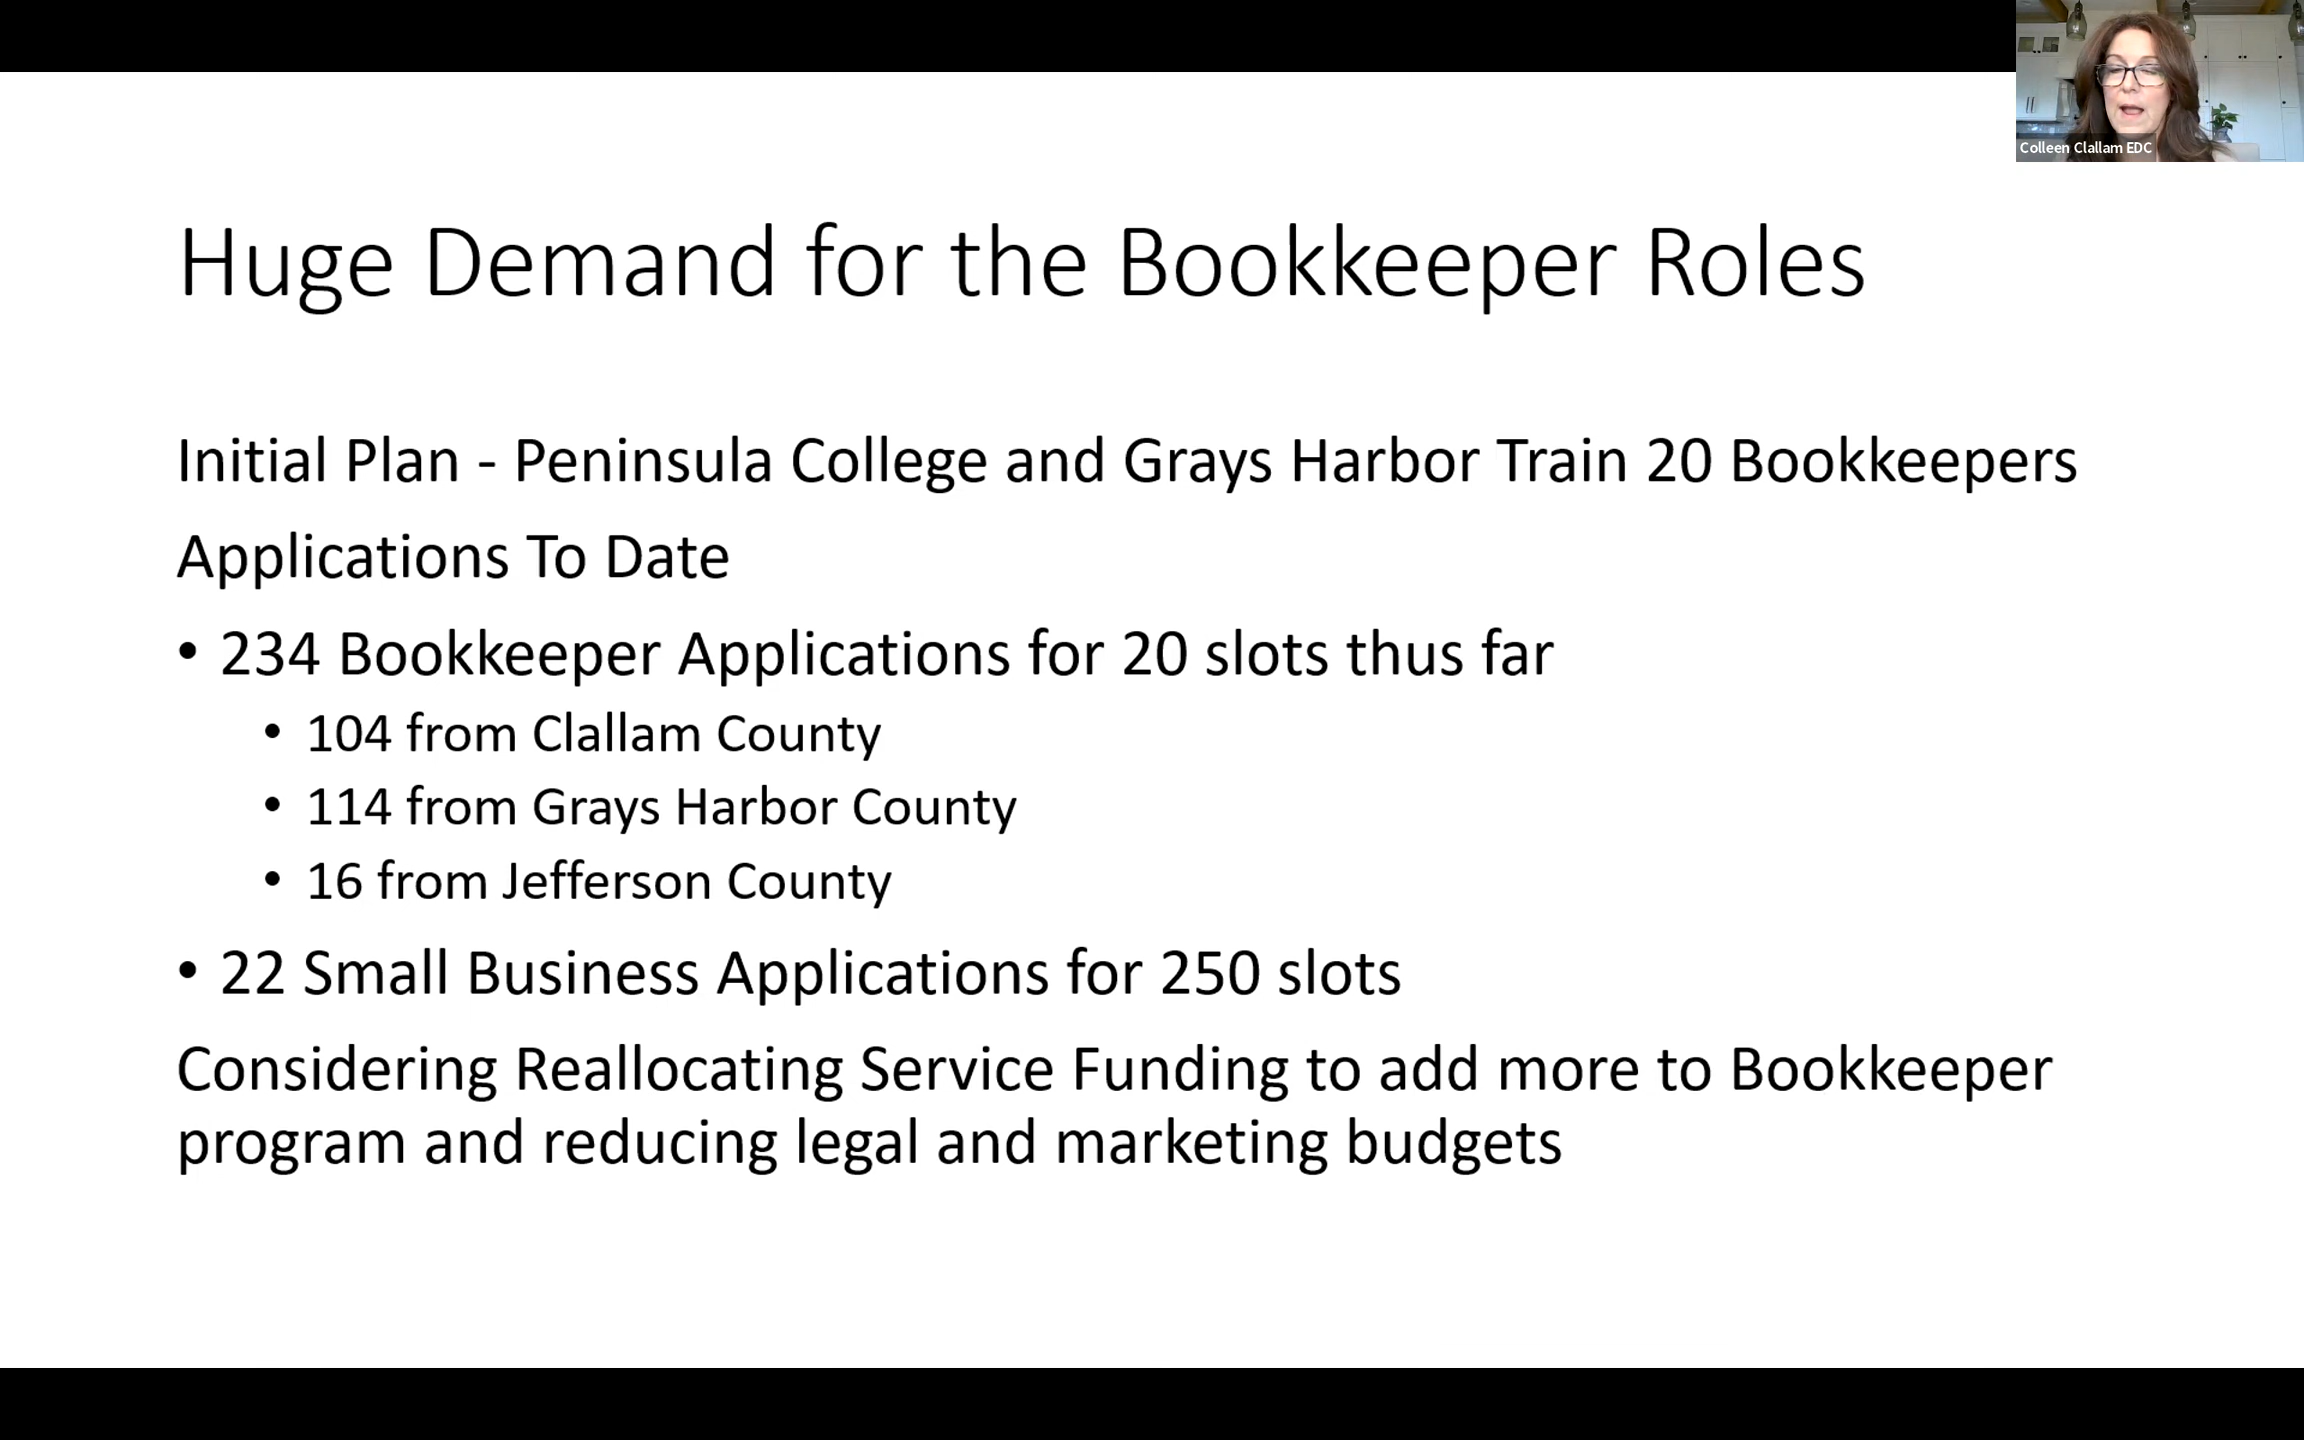 Colleen Clallam EDC
Huge Demand for the Bookkeeper Roles
Initial Plan - Peninsula College and Grays Harbor Train 20 Bookkeepers
Applications To Date
• 234 Bookkeeper Applications for 20 slots thus far
• 104 from Clallam County
• 114 from Grays Harbor County
• 16 from Jefferson County
• 22 Small Business Applications for 250 slots
Considering Reallocating Service Funding to add more to Bookkeeper
program and reducing legal and marketing budgets